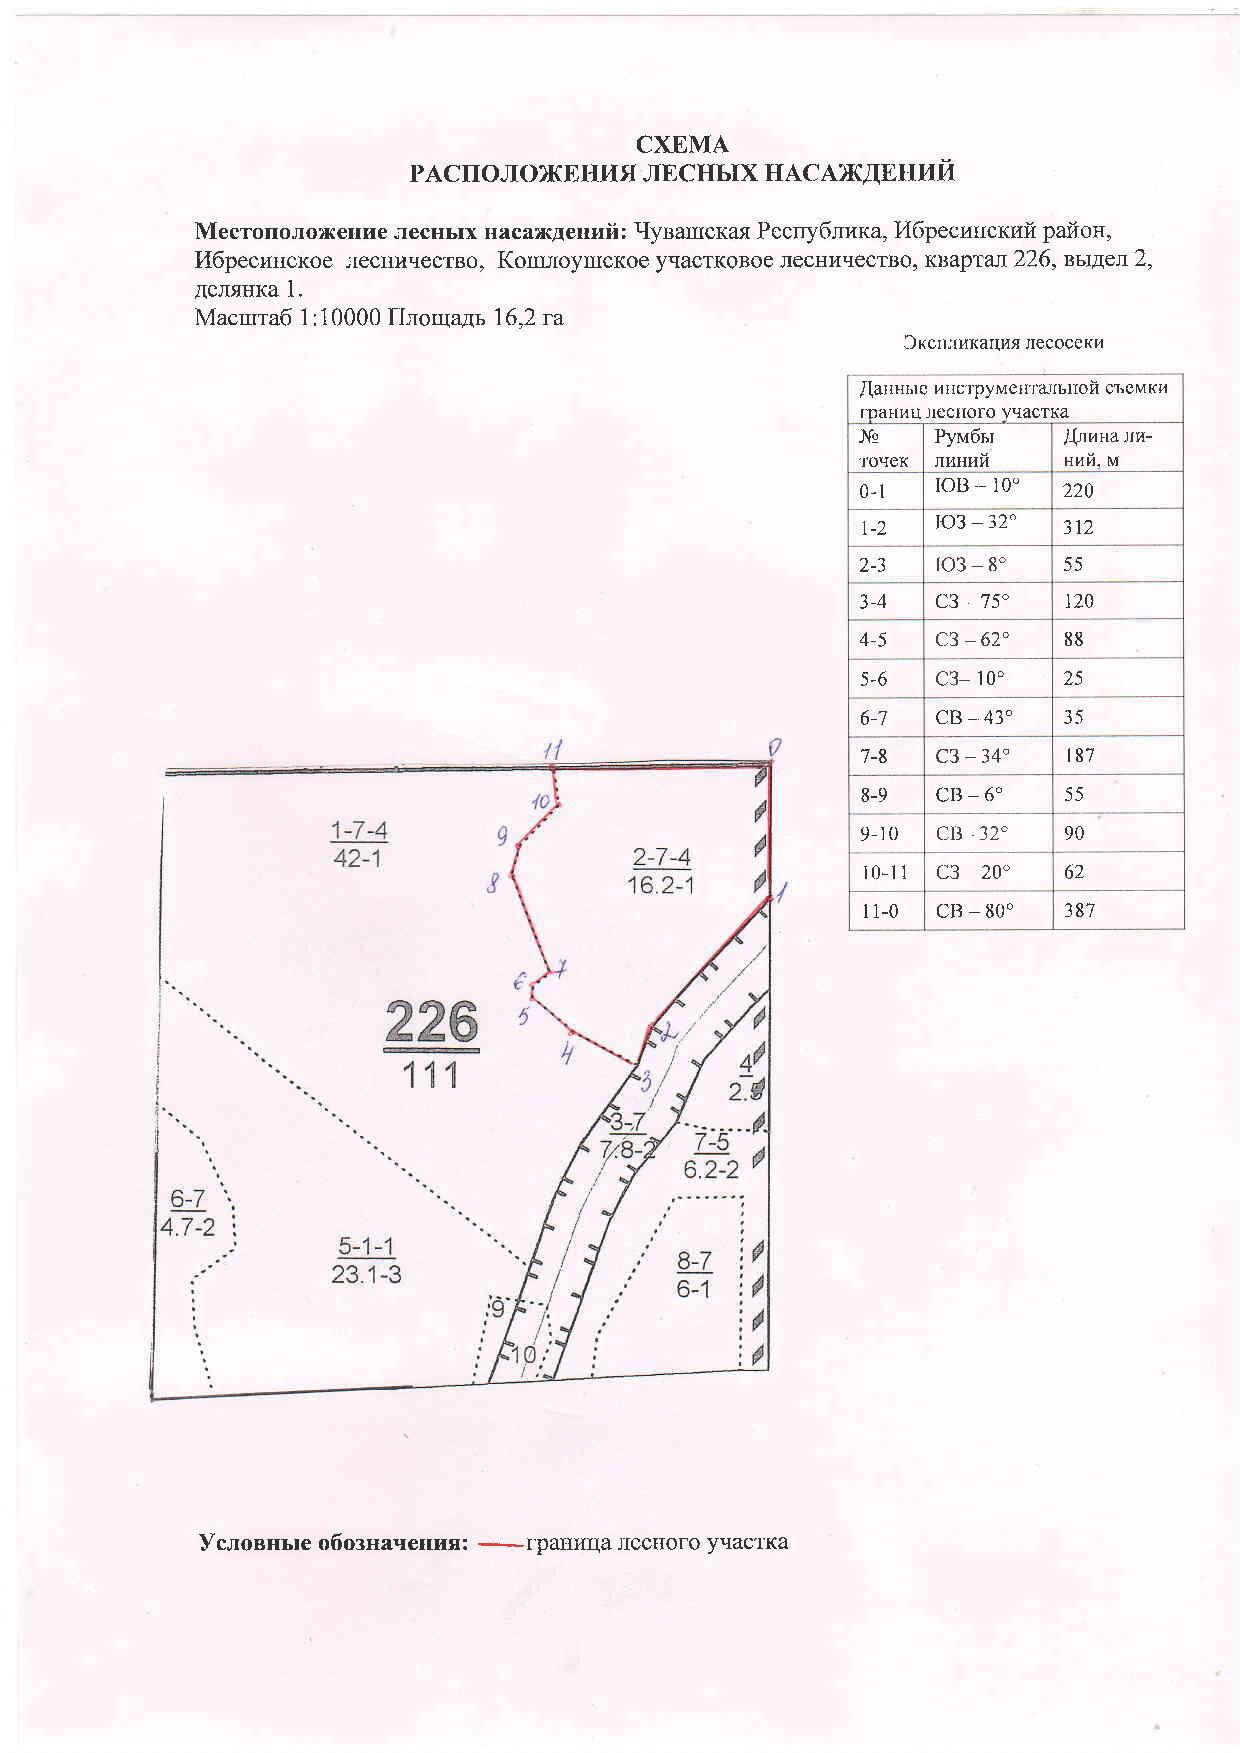 СХЕМА
РАСПОЛОЖЕНИЯ ЛЕСНЫХ НАСАЖДЕНИЙ
Местоположение лесных насаждений: Чувашская Республика, Ибресинский район,
Ибресинское лесничество, Кошлоушское участковое лесничество, квартал 226, выдел 2,
делянка 1.
Масштаб 1:10000 Площадь 16,2 га
Экспликация лесосеки
Данные инструментальной съемки
границ лесного участка
№ Румбы Длина ли-
точек линий ний, м
0-1 ЮВ – 10° 220
1-2 ЮЗ – 32° 312
2-3 ЮЗ – 8° 55
3-4 СЗ - 75° 120
4-5 СЗ – 62° 88
5-6 СЗ– 10° 25
6-7 СВ – 43° 35
7-8 СЗ – 34° 187
8-9 СВ – 6° 55
9-10 СВ - 32° 90
10-11 СЗ 20° 62
11-0 СВ – 80° 387
11 0
10
9
1-7-4
42-1
2-7-4
16.2-1
8
1
7
6
5
226
111
2
4
3
4
2.5
3-7
7.8-2
7-5
6.2-2
6-7
4.7-2
5-1-1
23.1-3
8-7
6-1
9
10
Условные обозначения: граница лесного участка